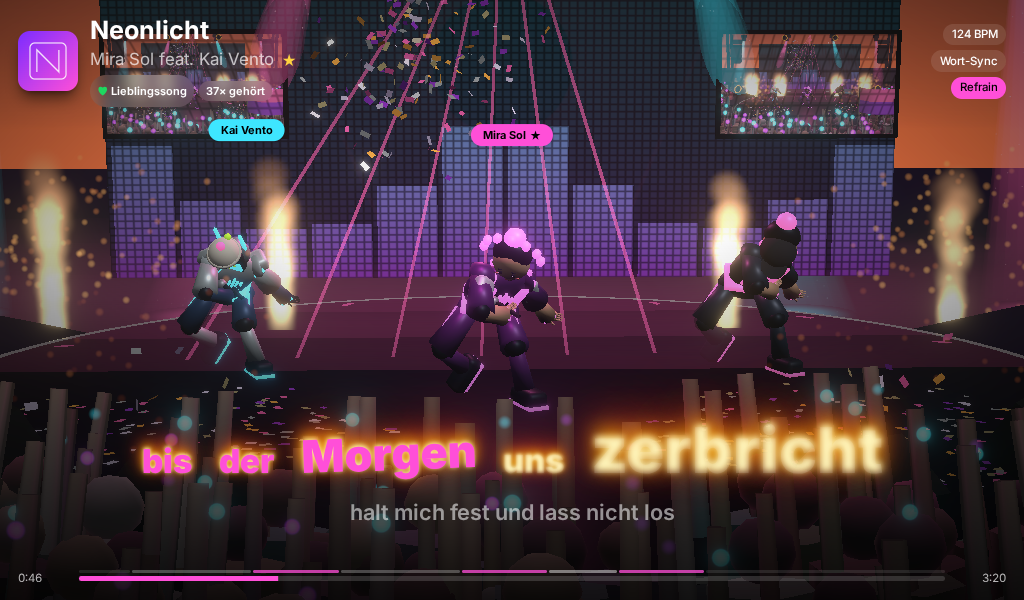 Neonlicht
Mira Sol feat. Kai Vento ★
Lieblingssong
37× gehört
124 BPM
Wort-Sync
Refrain
N
Kai Vento
Mira Sol ★
bis der Morgen uns zerbricht
halt mich fest und lass nicht los
0:46
3:20